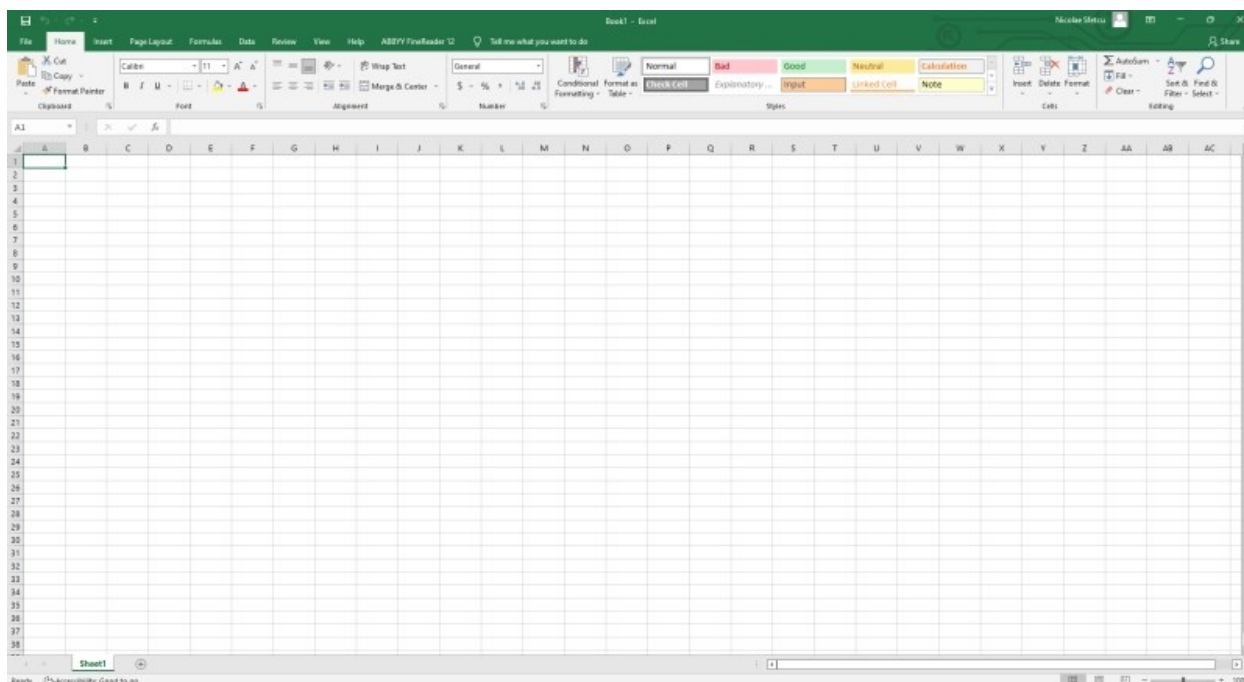 Book1 - Excel
Nicolae Sfetcu
File Home Insert Page Layout Formulas Data Review View Help ABBYY FineReader 12 Tell me what you want to do
Share
Paste
Cut
Copy
Format Painter
Clipboard
Calibri 11
B I U
Font
Wrap Text
Merge & Center
Alignment
General
$ %
Number
Conditional Formatting
Format as Table
Normal Bad Good Neutral Calculation
Check Cell Explanatory ... Input Linked Cell Note
Styles
Insert Delete Format
Cells
AutoSum
Fill
Clear
Sort & Filter
Find & Select
Editing
A1
fx
A B C D E F G H I J K L M N O P Q R S T U V W X Y Z AA AB AC
1
2
3
4
5
6
7
8
9
10
11
12
13
14
15
16
17
18
19
20
21
22
23
24
25
26
27
28
29
30
31
32
33
34
35
36
37
38
Sheet1
Ready Accessibility: Good to go